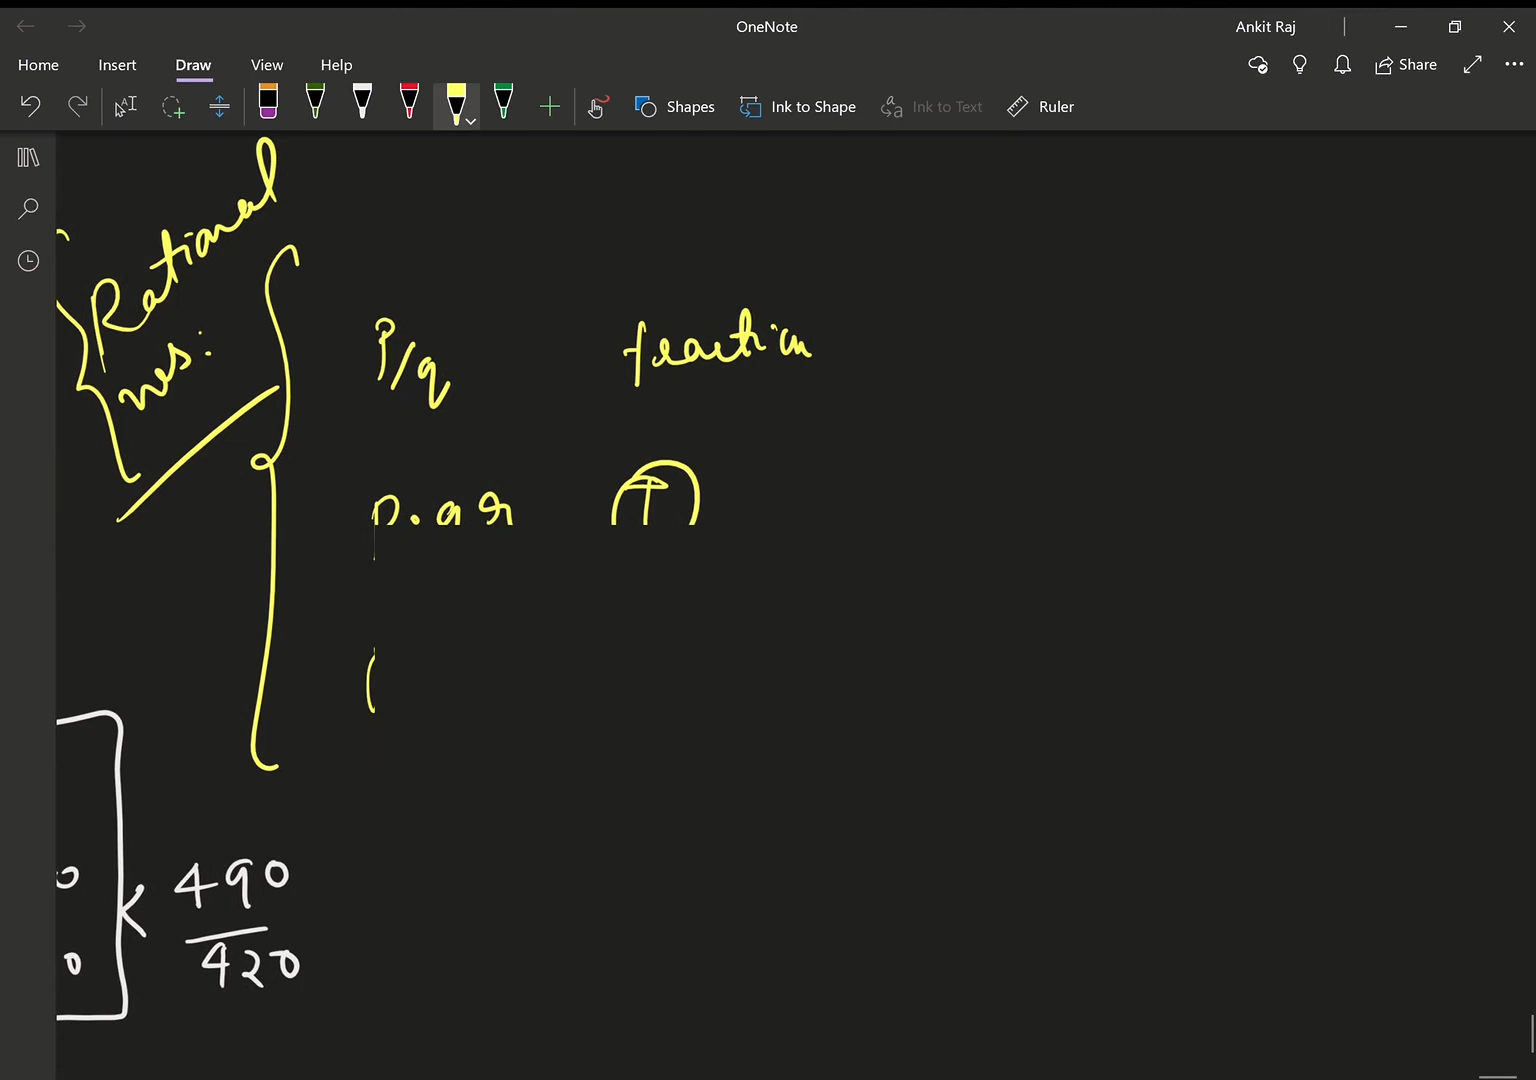 OneNote
Ankit Raj
Home Insert Draw View Help
Share
Shapes Ink to Shape Ink to Text Ruler
Rational
nos:
P/q fraction
490
420